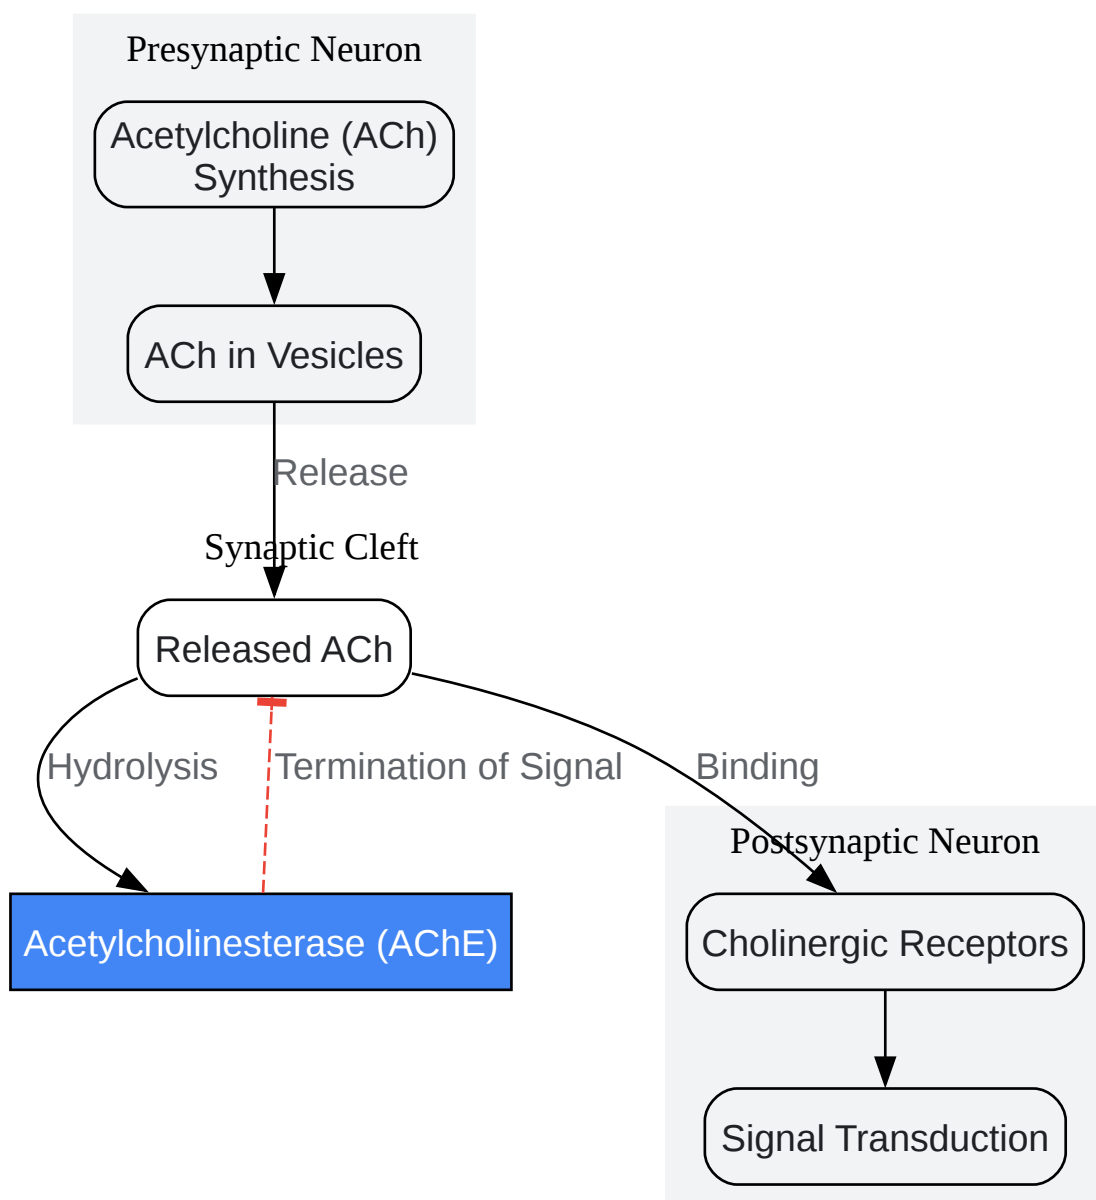 Presynaptic Neuron
Acetylcholine (ACh)
Synthesis
ACh in Vesicles
Release
Synaptic Cleft
Released ACh
Hydrolysis
Termination of Signal
Binding
Postsynaptic Neuron
Acetylcholinesterase (AChE)
Cholinergic Receptors
Signal Transduction